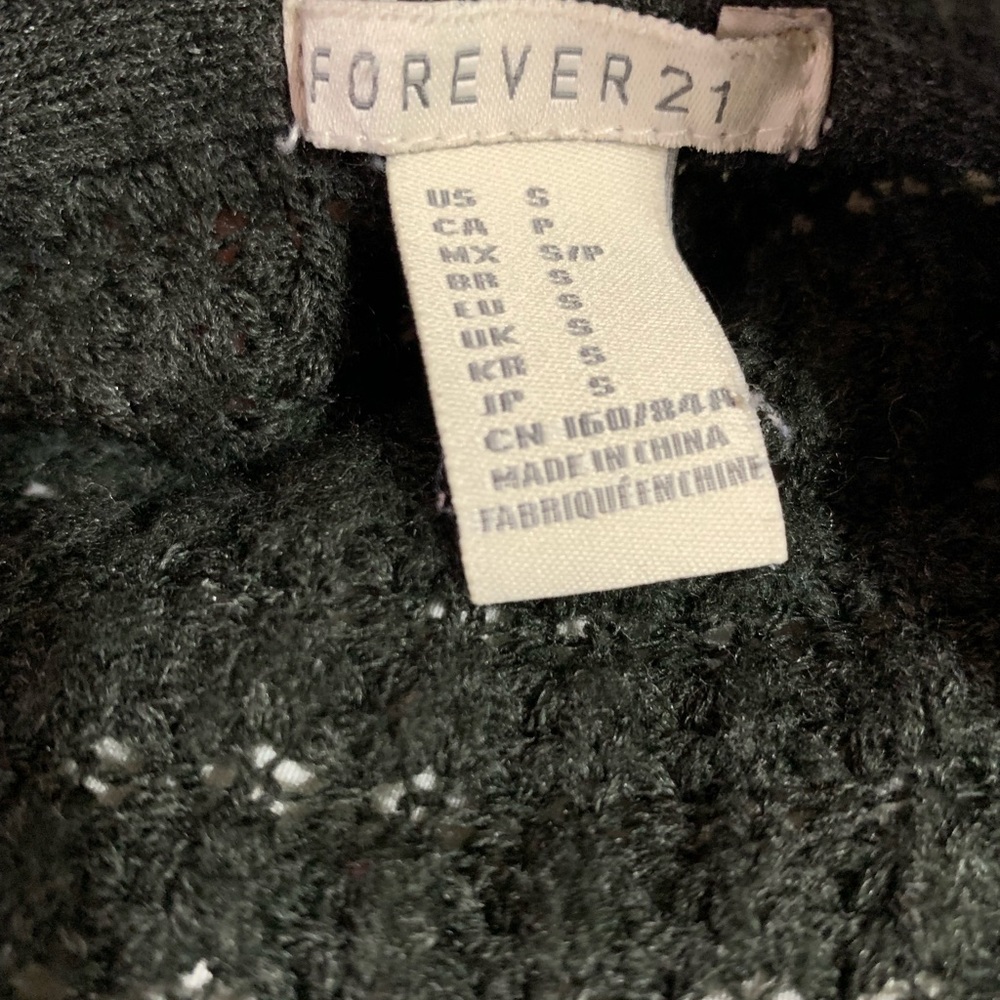 FOREVER 21
US S
CA P
MX S/P
BR S
EU S
UK S
KR S
JP S
CN 160/84A
MADE IN CHINA
FABRIQUÉ EN CHINE